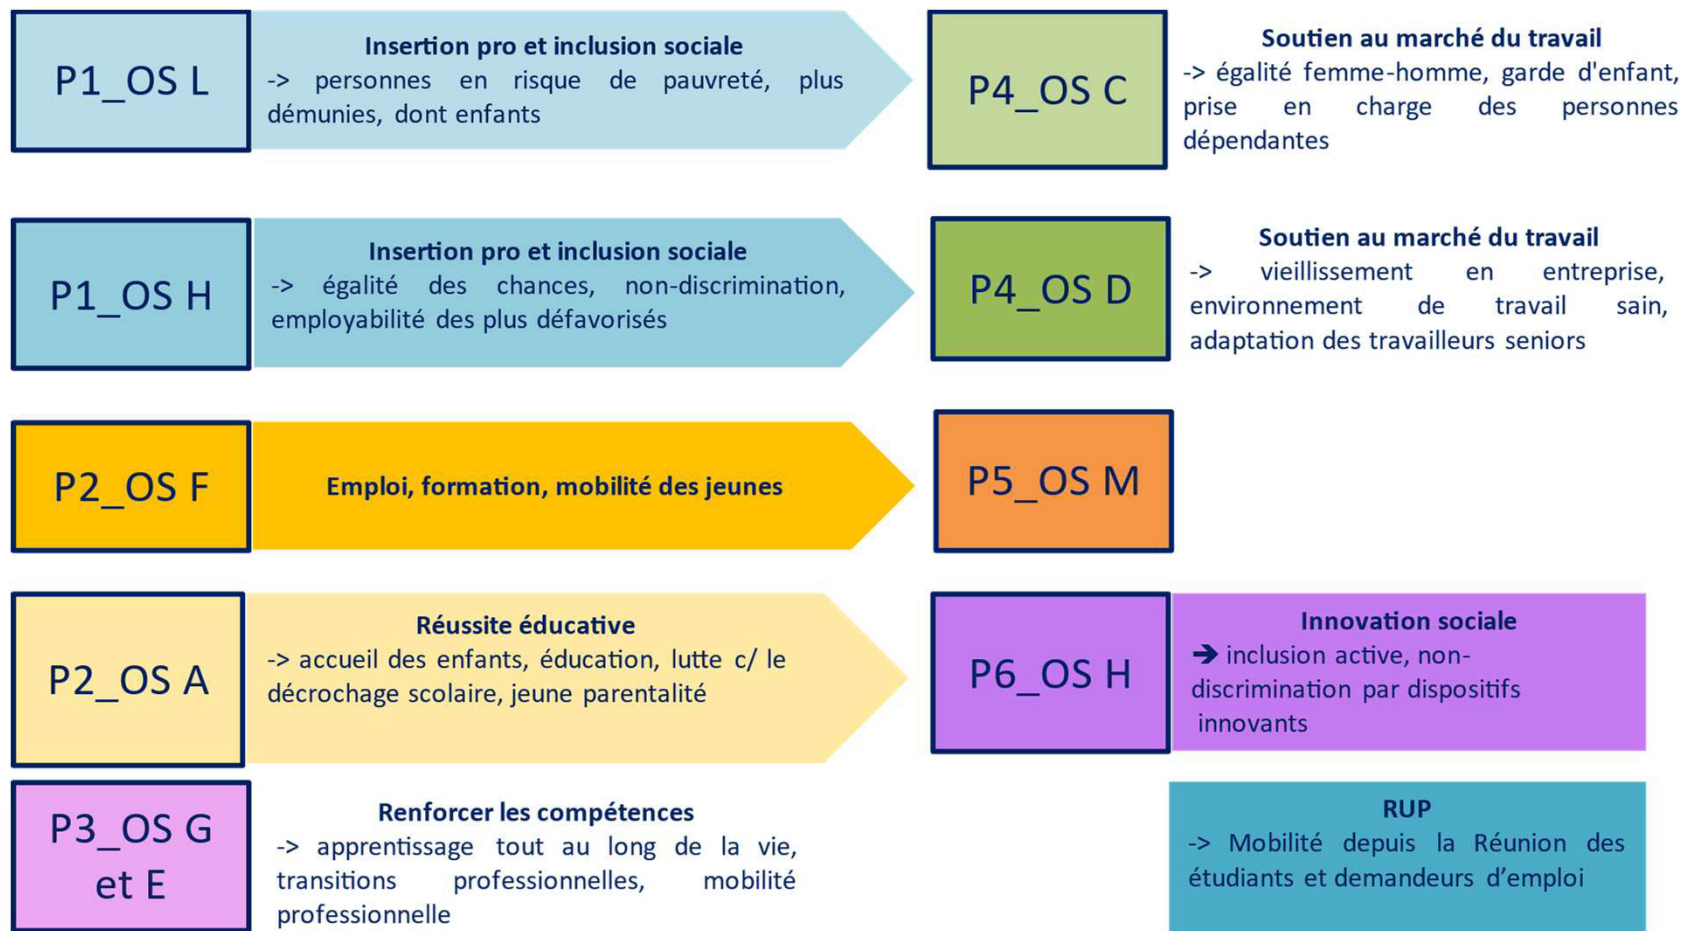 P1_OS L
Insertion pro et inclusion sociale
-> personnes en risque de pauvreté, plus
démunies, dont enfants
P4_OS C
Soutien au marché du travail
-> égalité femme-homme, garde d'enfant,
prise en charge des personnes
dépendantes
P1_OS H
Insertion pro et inclusion sociale
-> égalité des chances, non-discrimination,
employabilité des plus défavorisés
P4_OS D
Soutien au marché du travail
-> vieillissement en entreprise,
environnement de travail sain,
adaptation des travailleurs seniors
P2_OS F
Emploi, formation, mobilité des jeunes
P5_OS M
P2_OS A
Réussite éducative
-> accueil des enfants, éducation, lutte c/ le
décrochage scolaire, jeune parentalité
P6_OS H
Innovation sociale
➔ inclusion active, non-
discrimination par dispositifs
innovants
P3_OS G
et E
Renforcer les compétences
-> apprentissage tout au long de la vie,
transitions professionnelles, mobilité
professionnelle
RUP
-> Mobilité depuis la Réunion des
étudiants et demandeurs d’emploi